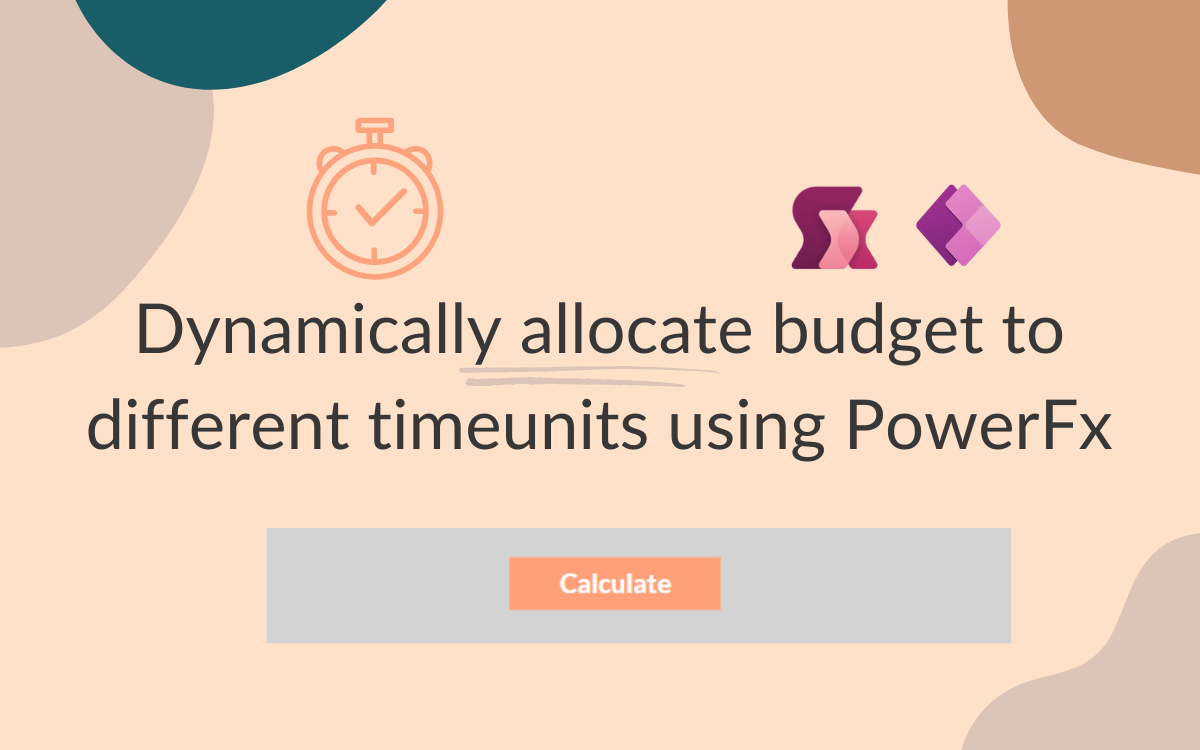 Dynamically allocate budget to
different timeunits using PowerFx
Calculate